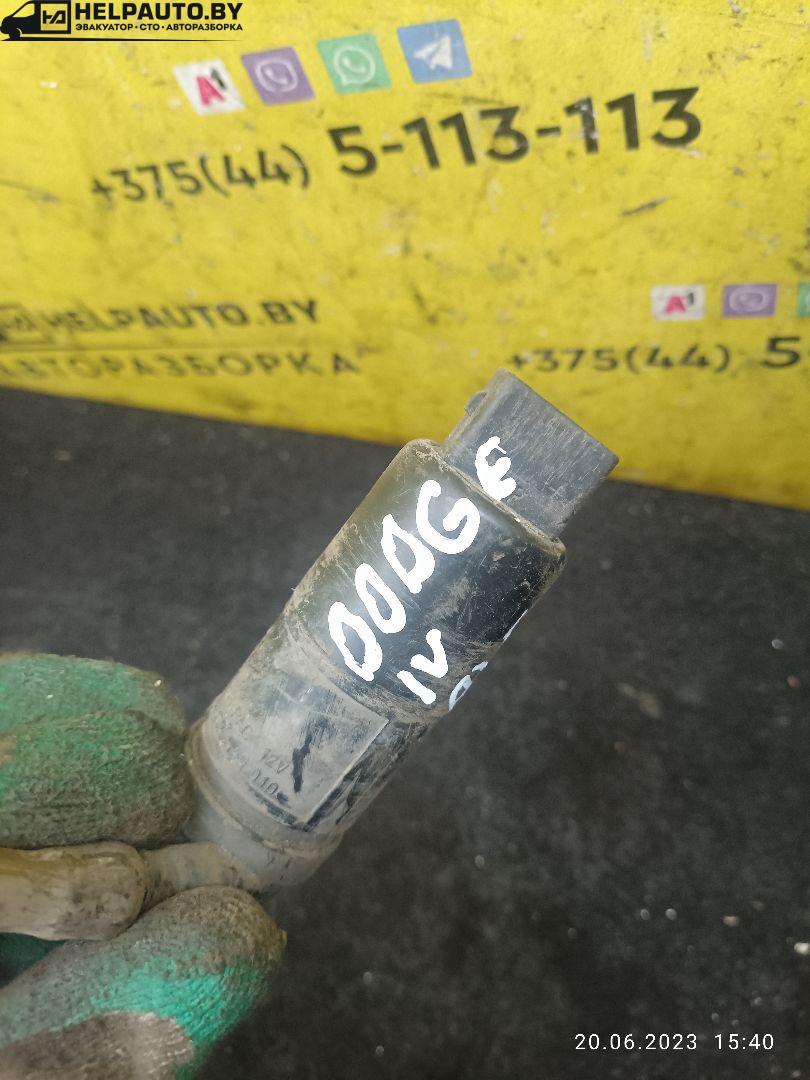 HELPAUTO.BY
ЭВАКУАТОР • СТО • АВТОРАЗБОРКА
A1
+375(44) 5-113-113
HELPAUTO.BY
АВТОРАЗБОРКА
A1
+375(44) 5
DODGE
IV
12V
010
20.06.2023 15:40